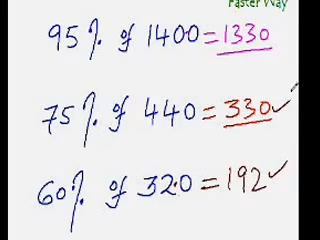 Faster Way
95% of 1400 = 1330
75% of 440 = 330 ✓
60% of 320 = 192 ✓